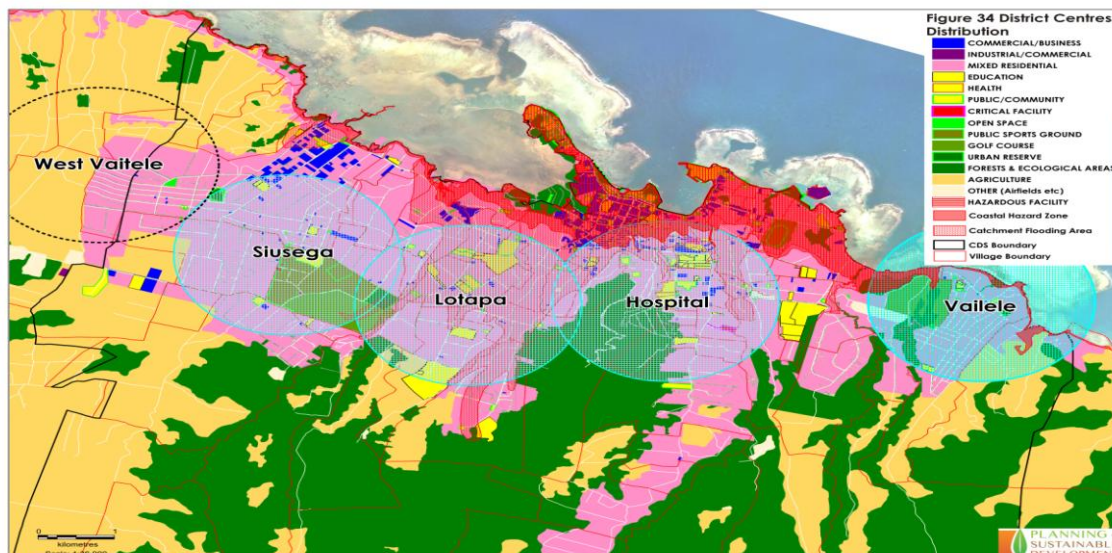 Figure 34 District Centres
Distribution
COMMERCIAL/BUSINESS
INDUSTRIAL/COMMERCIAL
MIXED RESIDENTIAL
EDUCATION
HEALTH
PUBLIC/COMMUNITY
CRITICAL FACILITY
OPEN SPACE
PUBLIC SPORTS GROUND
GOLF COURSE
URBAN RESERVE
FORESTS & ECOLOGICAL AREAS
AGRICULTURE
OTHER (Airfields etc)
HAZARDOUS FACILITY
Coastal Hazard Zone
Catchment Flooding Area
CDS Boundary
Village Boundary
West Vaitele
Siusega
Lotapa
Hospital
Vailele
0
kilometres
PLANNING
SUSTAINABLE